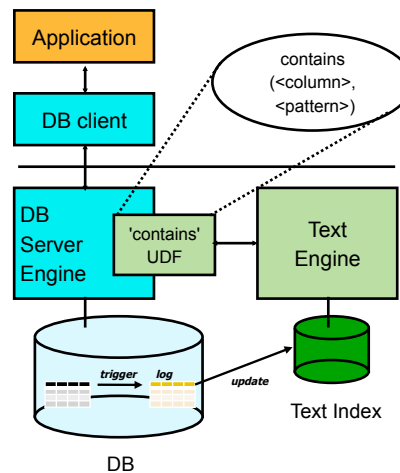 Application
contains
(<column>,
<pattern>)
DB client
DB
Server
Engine
'contains'
UDF
Text
Engine
trigger
log
update
Text Index
DB